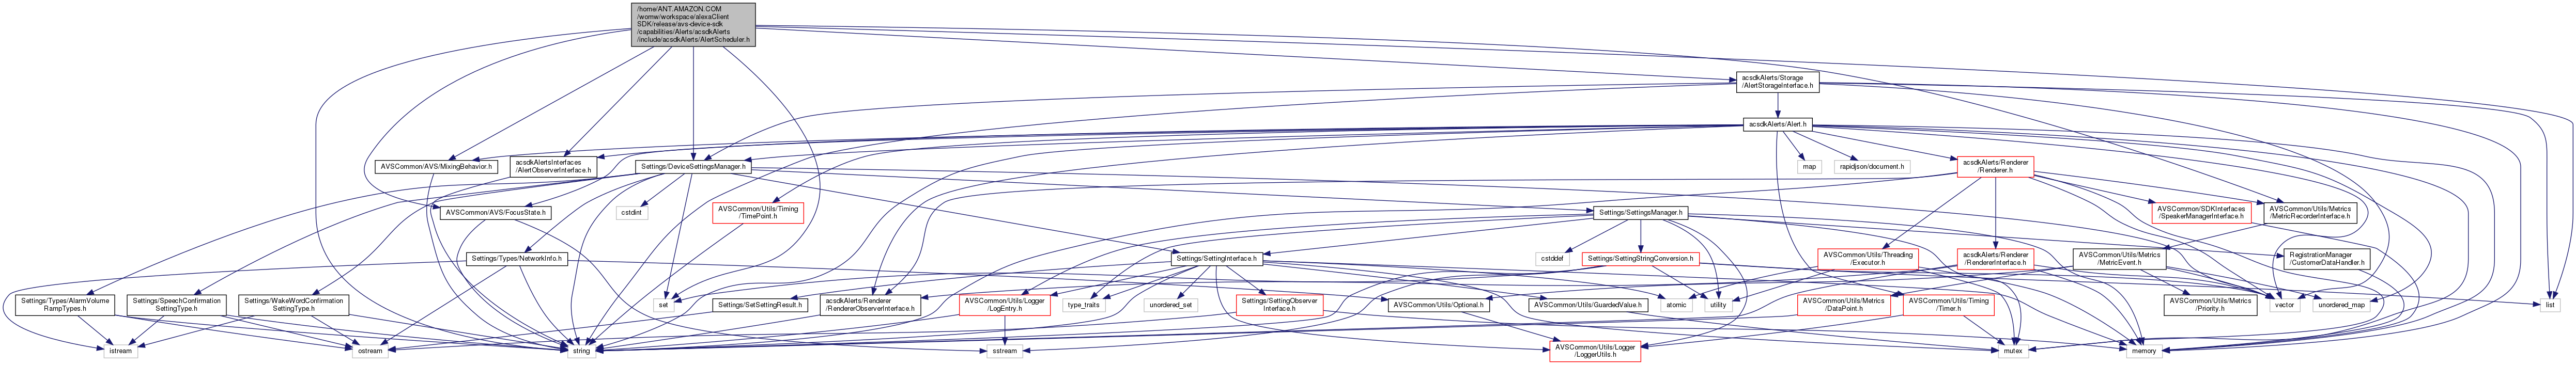 /home/ANT.AMAZON.COM
/womw/workspace/alexaClient
SDK/release/avs-device-sdk
/capabilities/Alerts/acsdkAlerts
/include/acsdkAlerts/AlertScheduler.h
acsdkAlerts/Storage
/AlertStorageInterface.h
acsdkAlerts/Alert.h
AVSCommon/AVS/MixingBehavior.h
acsdkAlertsInterfaces
/AlertObserverInterface.h
Settings/DeviceSettingsManager.h
map
rapidjson/document.h
acsdkAlerts/Renderer
/Renderer.h
AVSCommon/AVS/FocusState.h
cstdint
AVSCommon/Utils/Timing
/TimePoint.h
Settings/SettingsManager.h
AVSCommon/SDKInterfaces
/SpeakerManagerInterface.h
AVSCommon/Utils/Metrics
/MetricRecorderInterface.h
Settings/Types/NetworkInfo.h
Settings/SettingInterface.h
cstddef
Settings/SettingStringConversion.h
AVSCommon/Utils/Threading
/Executor.h
acsdkAlerts/Renderer
/RendererInterface.h
AVSCommon/Utils/Metrics
/MetricEvent.h
RegistrationManager
/CustomerDataHandler.h
Settings/Types/AlarmVolume
RampTypes.h
Settings/SpeechConfirmation
SettingType.h
Settings/WakeWordConfirmation
SettingType.h
set
Settings/SetSettingResult.h
acsdkAlerts/Renderer
/RendererObserverInterface.h
AVSCommon/Utils/Logger
/LogEntry.h
type_traits
unordered_set
Settings/SettingObserver
Interface.h
AVSCommon/Utils/Optional.h
AVSCommon/Utils/GuardedValue.h
atomic
utility
AVSCommon/Utils/Metrics
/DataPoint.h
AVSCommon/Utils/Timing
/Timer.h
AVSCommon/Utils/Metrics
/Priority.h
vector
unordered_map
list
istream
ostream
string
sstream
AVSCommon/Utils/Logger
/LoggerUtils.h
mutex
memory